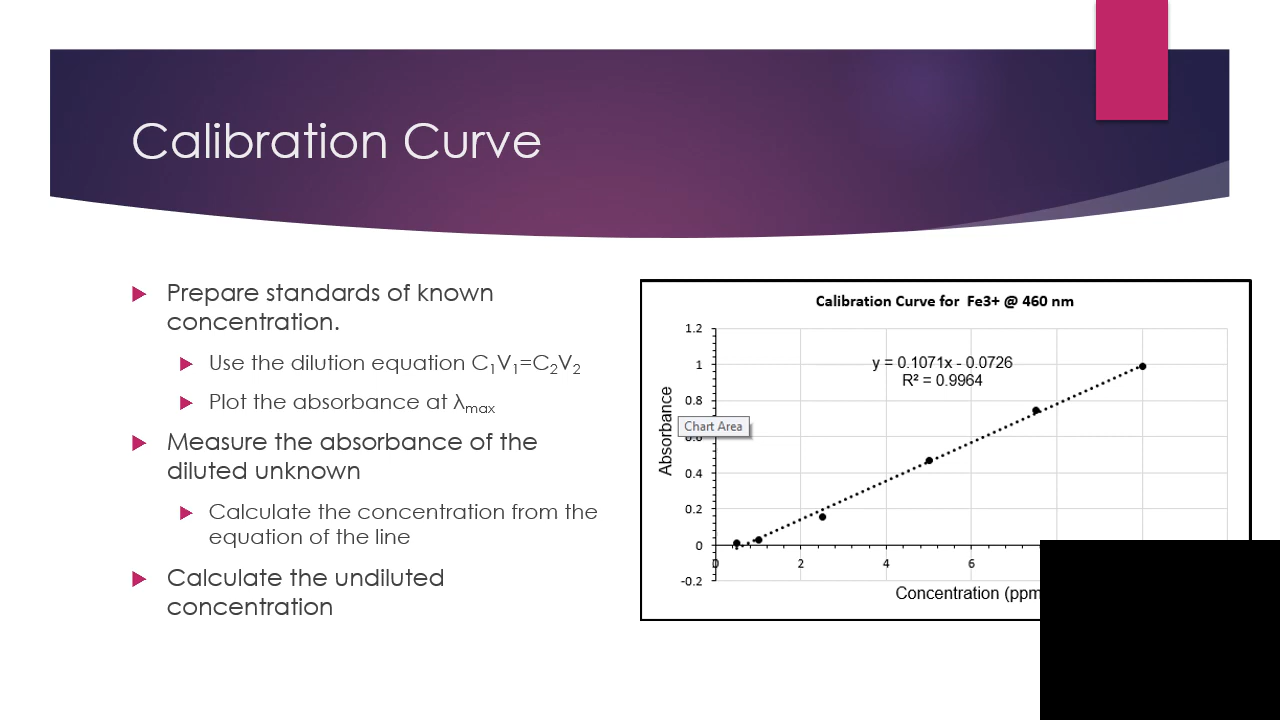 Calibration Curve
Prepare standards of known
concentration.
Use the dilution equation C₁V₁=C₂V₂
Plot the absorbance at λmax
Measure the absorbance of the
diluted unknown
Calculate the concentration from the
equation of the line
Calculate the undiluted
concentration
Calibration Curve for Fe3+ @ 460 nm
y = 0.1071x - 0.0726
R² = 0.9964
Absorbance
Chart Area
1.2
1
0.8
0.6
0.4
0.2
0
-0.2
0 2 4 6
Concentration (ppm